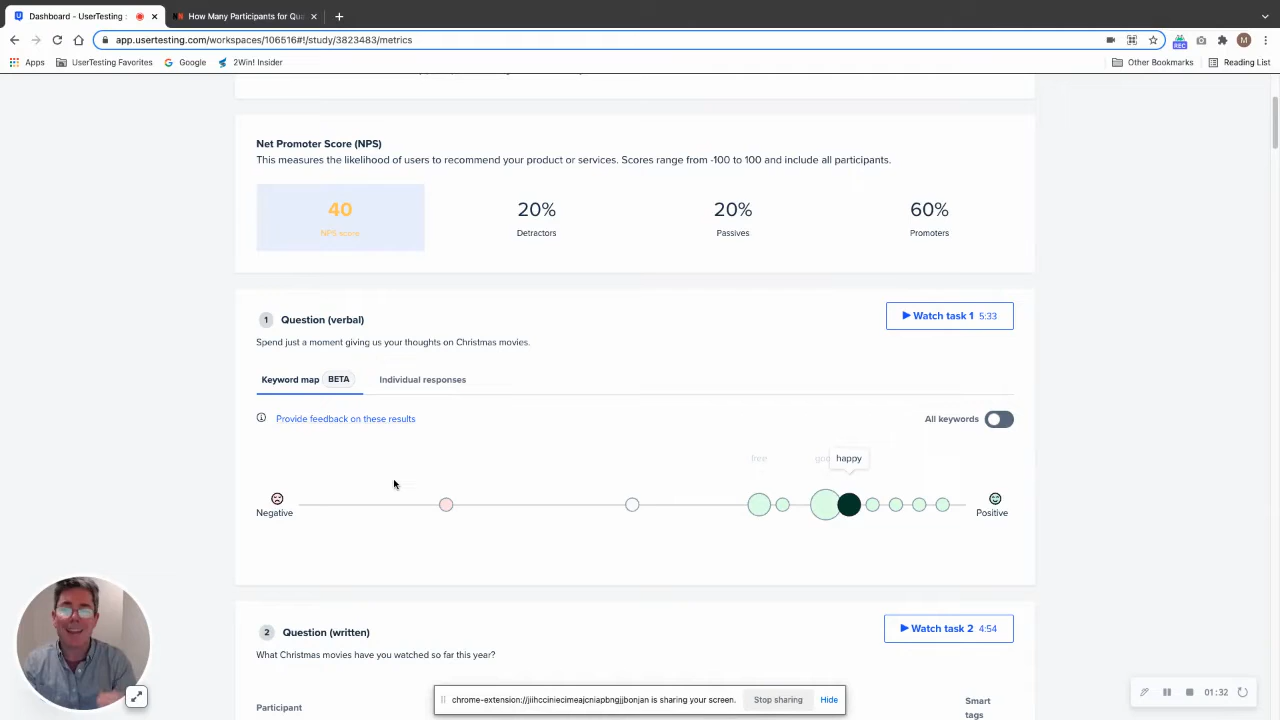 Dashboard - UserTesting
How Many Participants for Qua
app.usertesting.com/workspaces/106516#!/study/3823483/metrics
REC
M
Apps
UserTesting Favorites
Google
2Win! Insider
Other Bookmarks
Reading List
Net Promoter Score (NPS)
This measures the likelihood of users to recommend your product or services. Scores range from -100 to 100 and include all participants.
40
20%
20%
60%
NPS score
Detractors
Passives
Promoters
1 Question (verbal)
Watch task 1 5:33
Spend just a moment giving us your thoughts on Christmas movies.
Keyword map BETA
Individual responses
Provide feedback on these results
All keywords
free
happy
Negative
Positive
2 Question (written)
Watch task 2 4:54
What Christmas movies have you watched so far this year?
chrome-extension://jiihcciniecimeajcniapbngjjbonjan is sharing your screen.
Stop sharing
Hide
01:32
Participant
Smart
tags